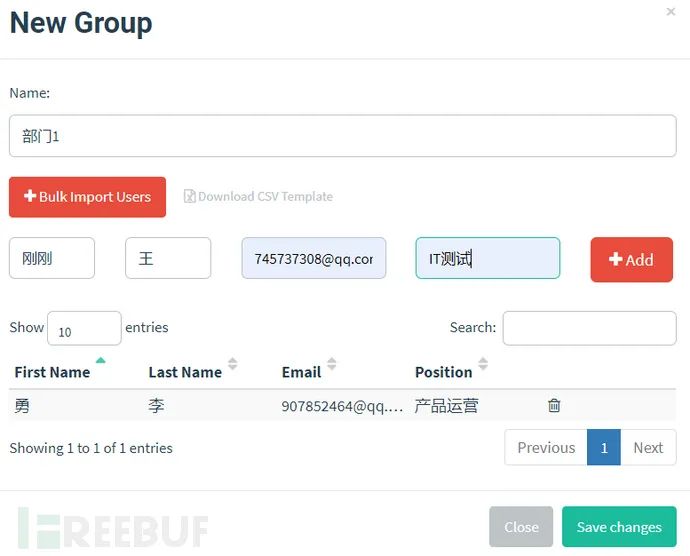 New Group
×
Name:
部门1
Bulk Import Users Download CSV Template
刚刚 王 745737308@qq.cor IT测试 Add
Show 10 entries Search:
First Name Last Name Email Position
勇 李 907852464@qq.... 产品运营
Showing 1 to 1 of 1 entries Previous 1 Next
FREEBUF Close Save changes